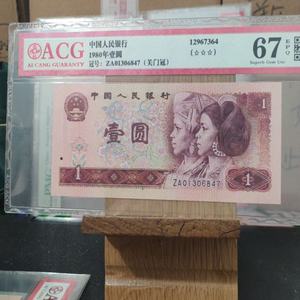 ACG
AI CANG GUARANTY
中国人民银行
1980年壹圆
冠号: ZA01306847 (关门冠)
12967364
(☆☆☆)
67 EPQ
Superb Gem Unc
中国人民银行
1
壹圆
ZA01306847
1
1